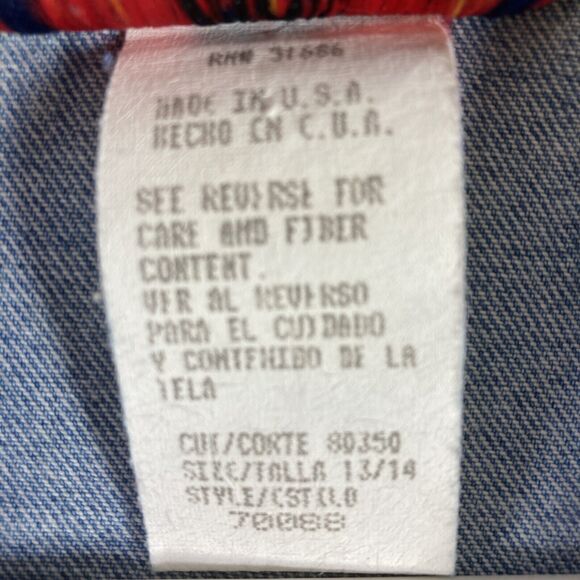 RN# 31686
MADE IN U.S.A.
HECHO EN E.U.A.
SEE REVERSE FOR
CARE AND FIBER
CONTENT.
VER AL REVERSO
PARA EL CUIDADO
Y CONTENIDO DE LA
TELA
CUT/CORTE 80350
SIZE/TALLA 13/14
STYLE/ESTILO
70088